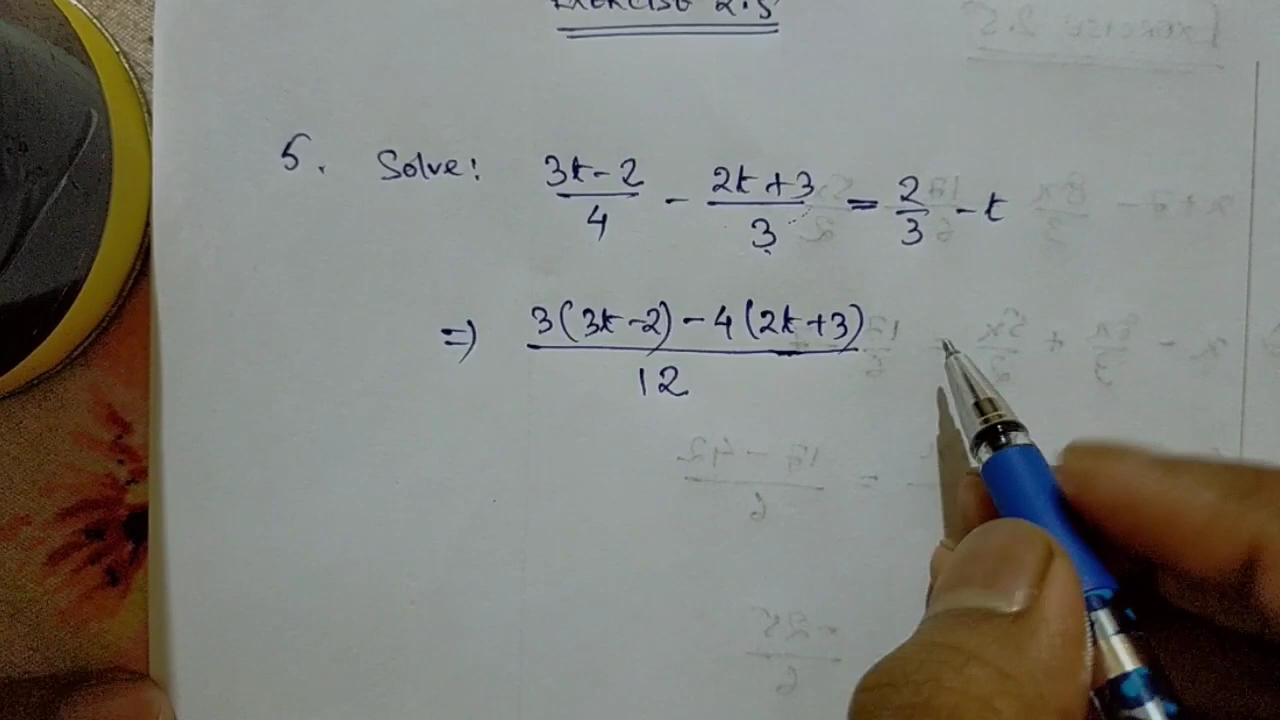 EXERCISE 2.5
5. Solve: (3t-2)/4 - (2t+3)/3 = 2/3 - t
=) (3(3t-2)-4(2t+3))/12